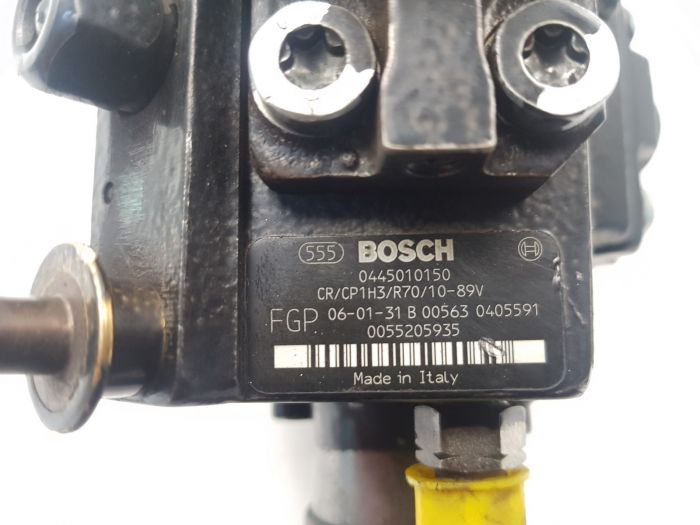 555 BOSCH
0445010150
CR/CP1H3/R70/10-89V
FGP 06-01-31 B 00563 0405591
0055205935
Made in Italy